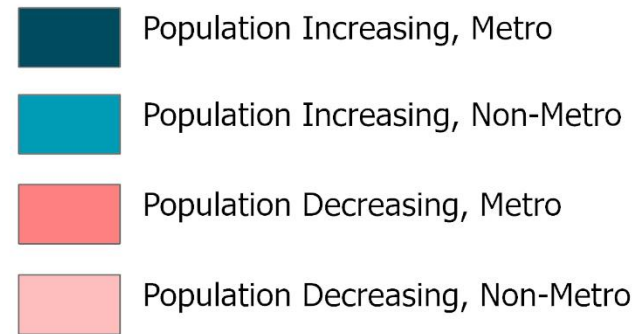 Population Increasing, Metro
Population Increasing, Non-Metro
Population Decreasing, Metro
Population Decreasing, Non-Metro